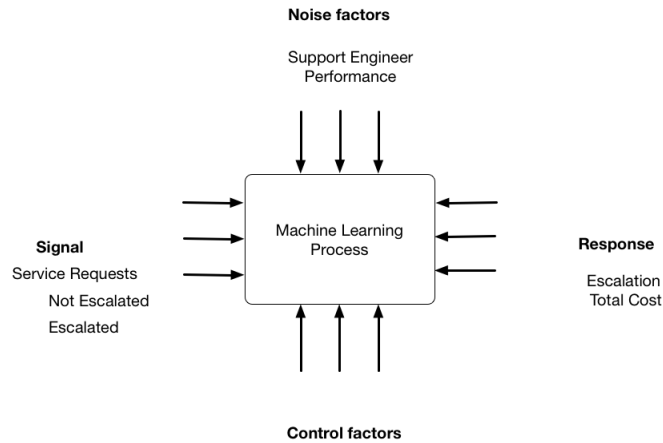 Noise factors
Support Engineer
Performance
Machine Learning
Process
Signal
Service Requests
Not Escalated
Escalated
Response
Escalation
Total Cost
Control factors